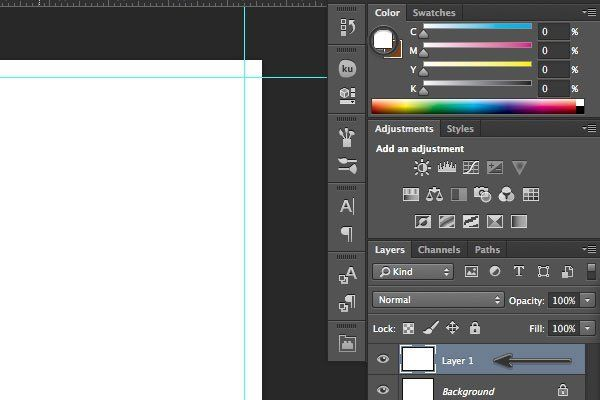 Color Swatches
C 0 %
M 0 %
Y 0 %
K 0 %
ku
Adjustments Styles
Add an adjustment
A
A
Layers Channels Paths
Kind T
Normal Opacity: 100%
Lock: Fill: 100%
Layer 1
Background